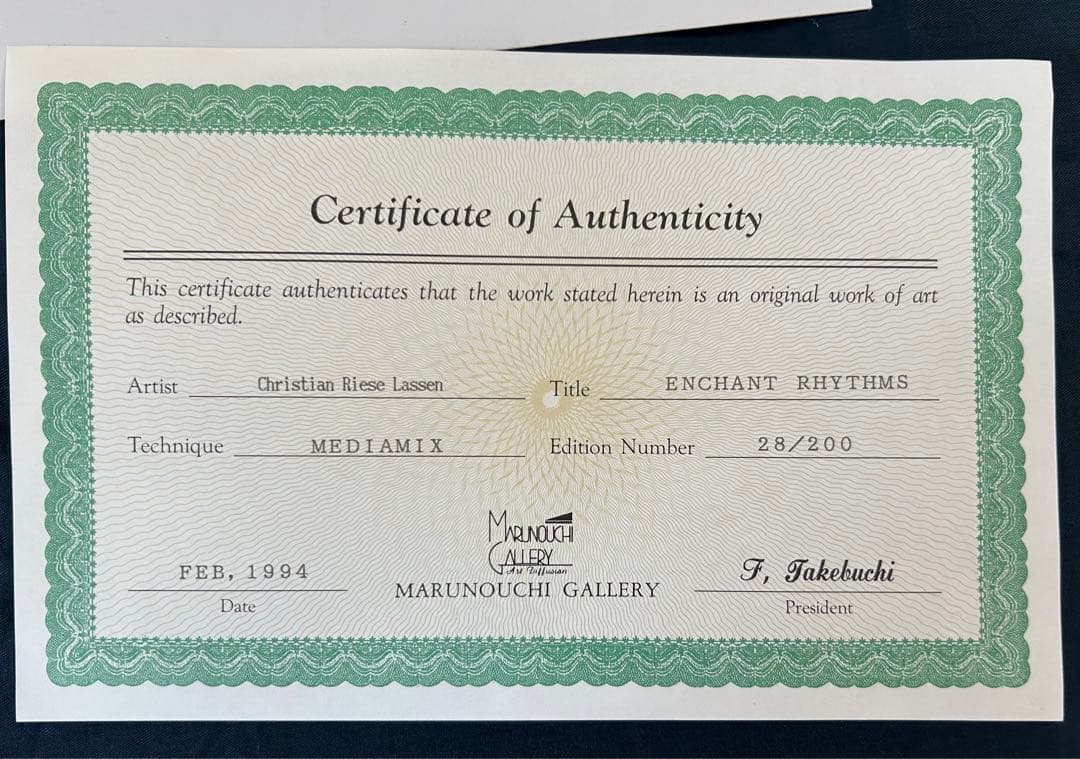 Certificate of Authenticity
This certificate authenticates that the work stated herein is an original work of art
as described.
Artist Christian Riese Lassen Title ENCHANT RHYTHMS
Technique MEDIAMIX Edition Number 28/200
MARUNOUCHI
GALLERY
Art Diffusion
MARUNOUCHI GALLERY
FEB, 1994 F, Takebuchi
Date President